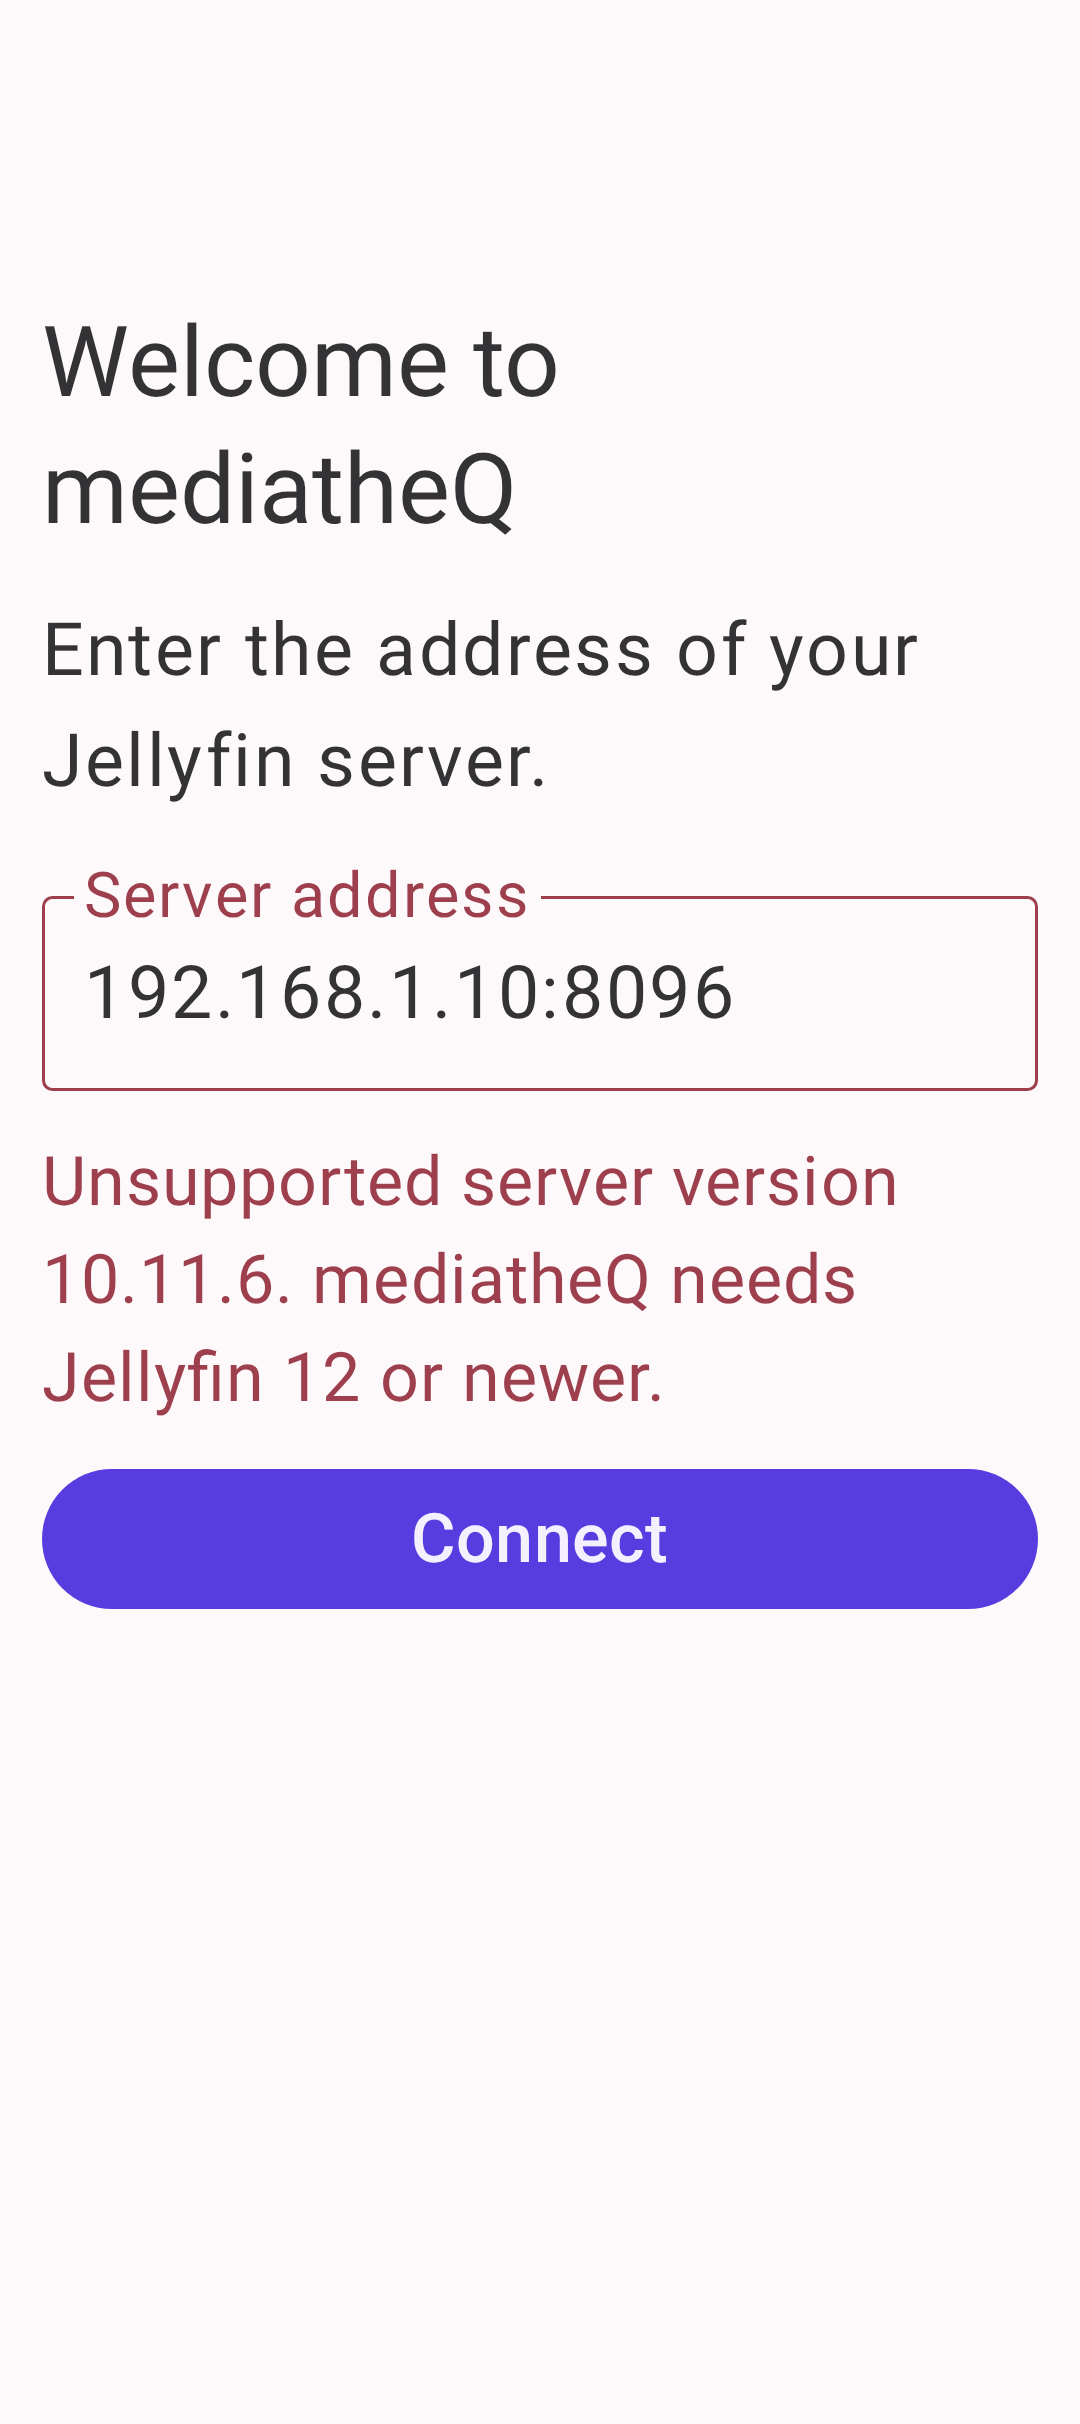 Welcome to
mediatheQ
Enter the address of your
Jellyfin server.
Server address
192.168.1.10:8096
Unsupported server version
10.11.6. mediatheQ needs
Jellyfin 12 or newer.
Connect